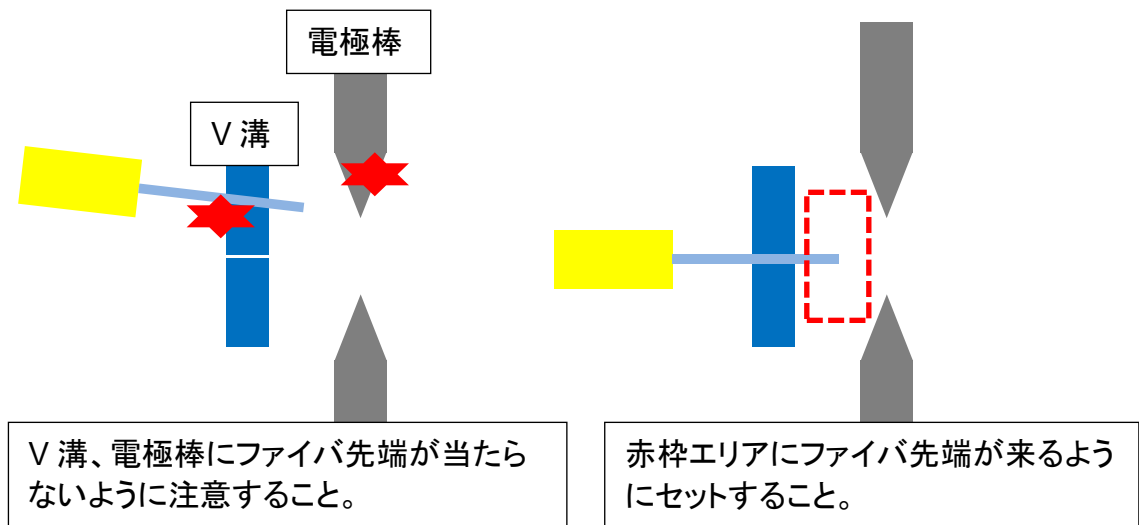 電極棒
V 溝
V 溝、電極棒にファイバ先端が当たら
ないように注意すること。
赤枠エリアにファイバ先端が来るよう
にセットすること。